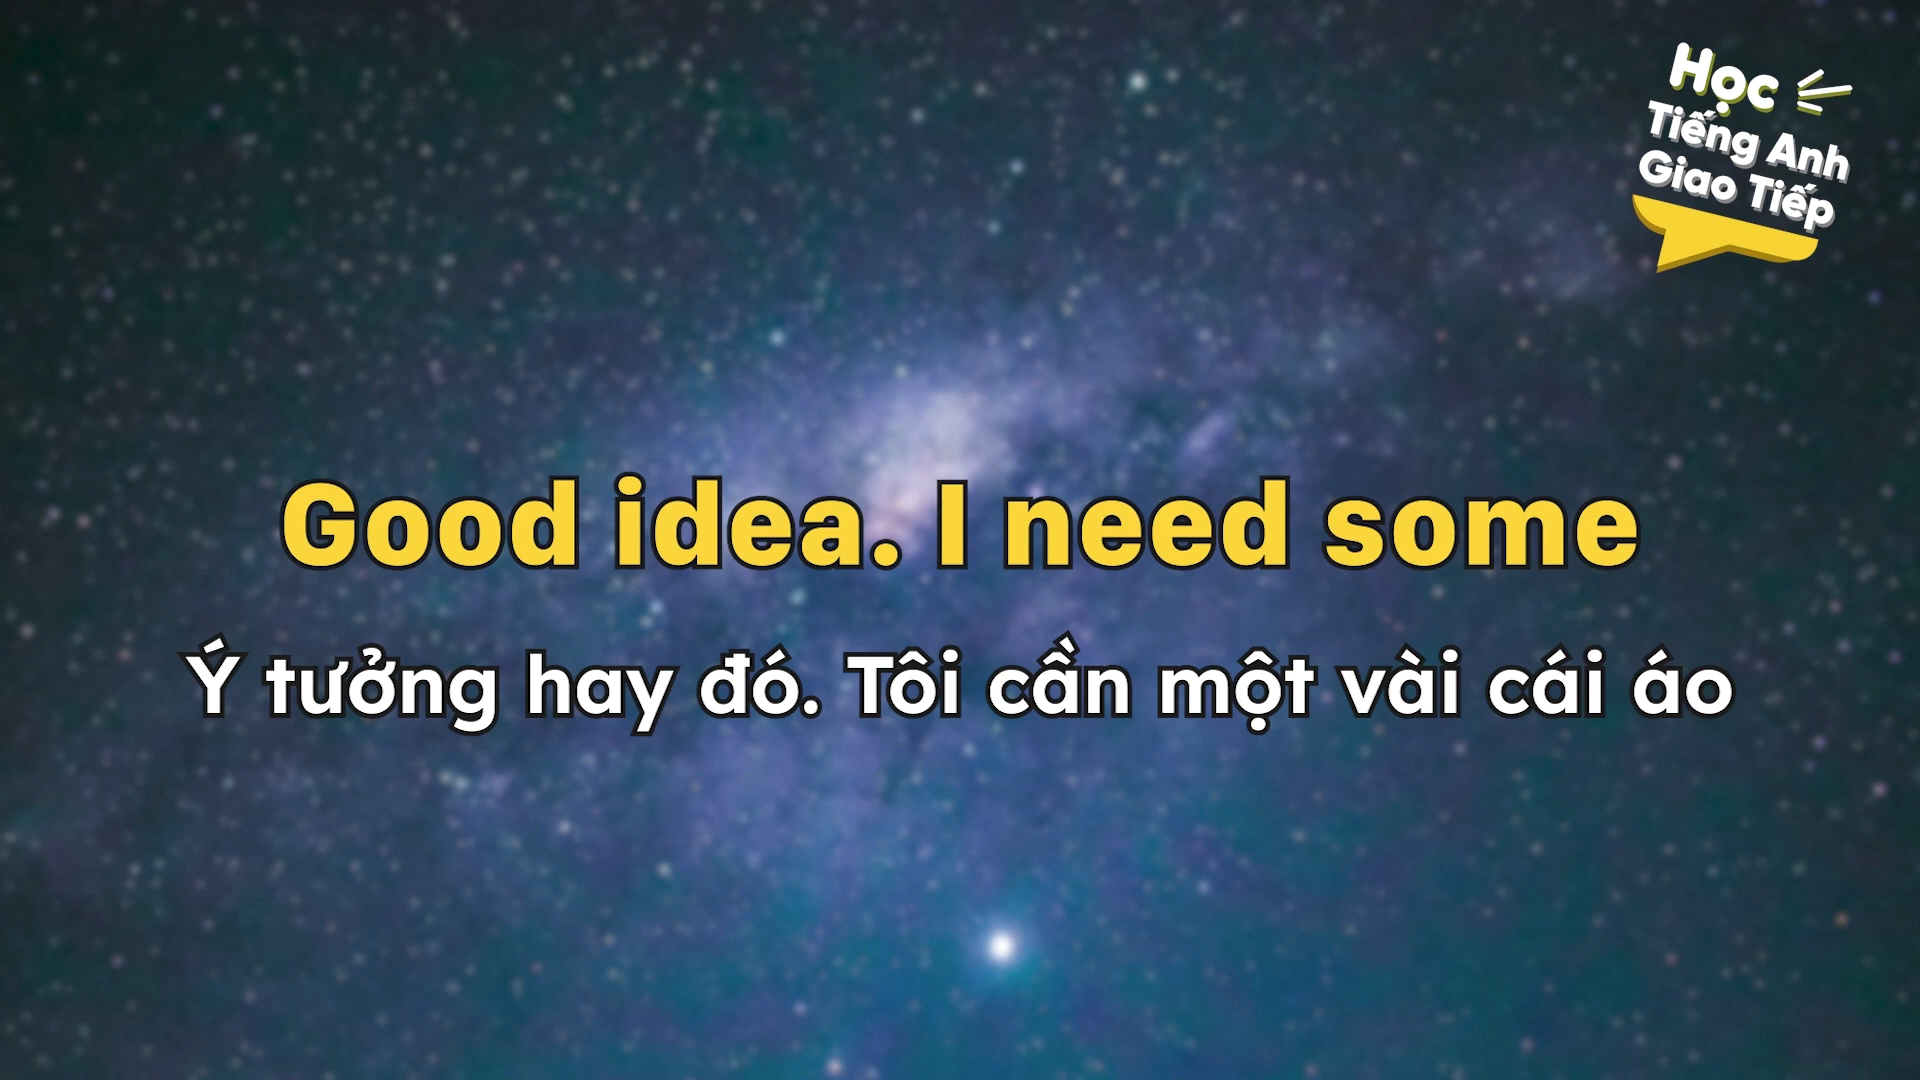 Học
Tiếng Anh
Giao Tiếp
Good idea. I need some
Ý tưởng hay đó. Tôi cần một vài cái áo